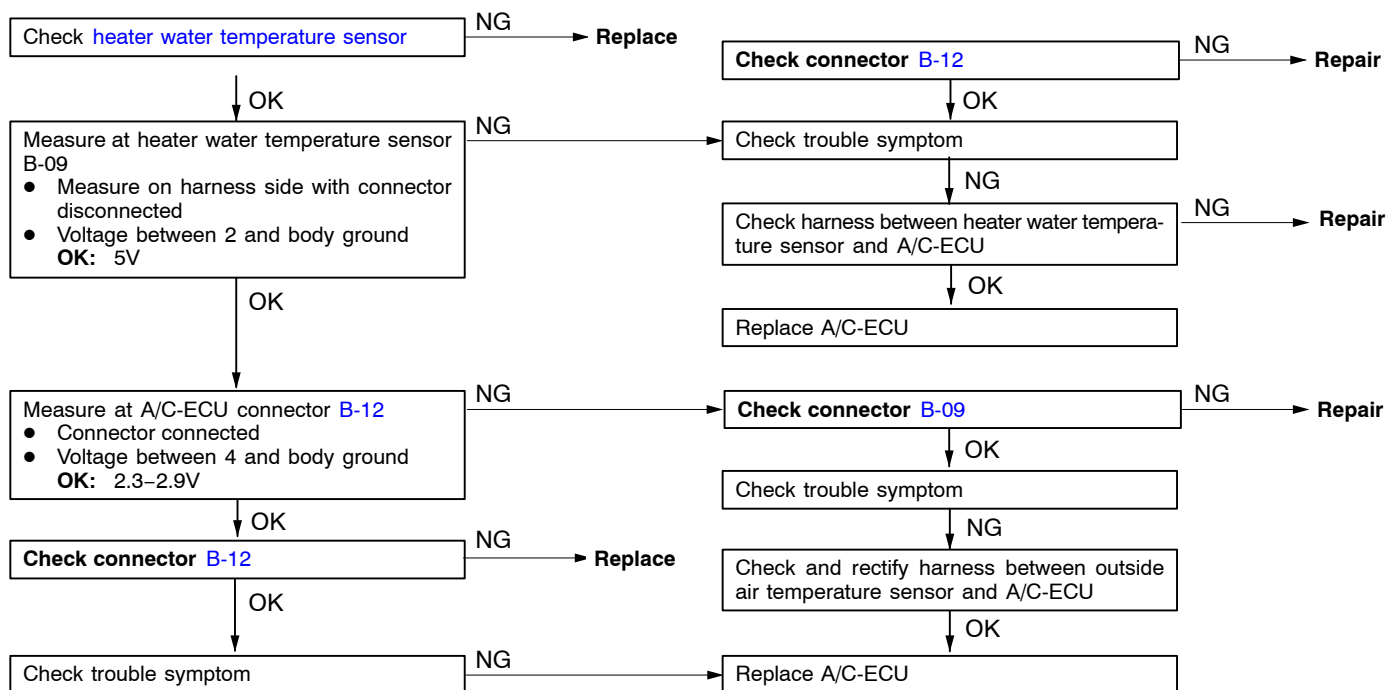 Check heater water temperature sensor
NG
Replace
OK
Measure at heater water temperature sensor
B-09
● Measure on harness side with connector
disconnected
● Voltage between 2 and body ground
OK: 5V
NG
Check connector B-12
NG
Repair
OK
Check trouble symptom
NG
Check harness between heater water tempera-
ture sensor and A/C-ECU
NG
Repair
OK
Replace A/C-ECU
OK
Measure at A/C-ECU connector B-12
● Connector connected
● Voltage between 4 and body ground
OK: 2.3–2.9V
NG
Check connector B-09
NG
Repair
OK
Check trouble symptom
NG
Check and rectify harness between outside
air temperature sensor and A/C-ECU
OK
Replace A/C-ECU
OK
Check connector B-12
NG
Replace
OK
Check trouble symptom
NG